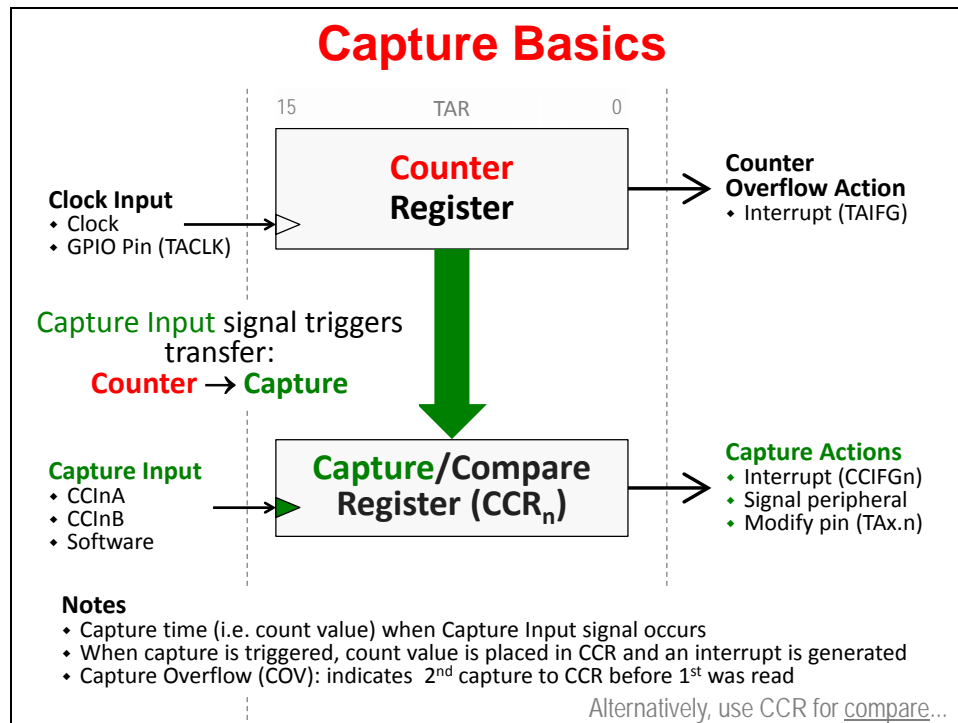 Capture Basics
15 TAR 0
Counter
Register
Clock Input
◆ Clock
◆ GPIO Pin (TACLK)
Counter
Overflow Action
◆ Interrupt (TAIFG)
Capture Input signal triggers
transfer:
Counter → Capture
Capture/Compare
Register (CCRn)
Capture Input
◆ CCInA
◆ CCInB
◆ Software
Capture Actions
◆ Interrupt (CCIFGn)
◆ Signal peripheral
◆ Modify pin (TAx.n)
Notes
◆ Capture time (i.e. count value) when Capture Input signal occurs
◆ When capture is triggered, count value is placed in CCR and an interrupt is generated
◆ Capture Overflow (COV): indicates 2nd capture to CCR before 1st was read
Alternatively, use CCR for compare...